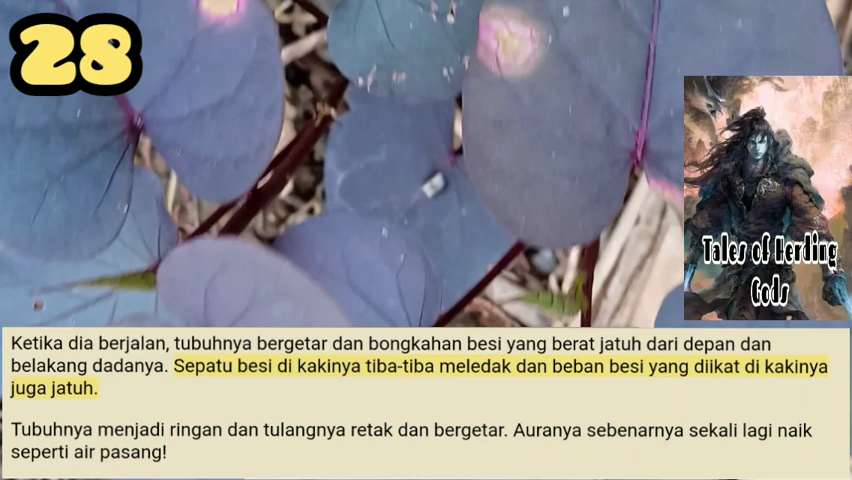 28
Tales of Herding
Gods
Ketika dia berjalan, tubuhnya bergetar dan bongkahan besi yang berat jatuh dari depan dan
belakang dadanya. Sepatu besi di kakinya tiba-tiba meledak dan beban besi yang diikat di kakinya
juga jatuh.
Tubuhnya menjadi ringan dan tulangnya retak dan bergetar. Auranya sebenarnya sekali lagi naik
seperti air pasang!